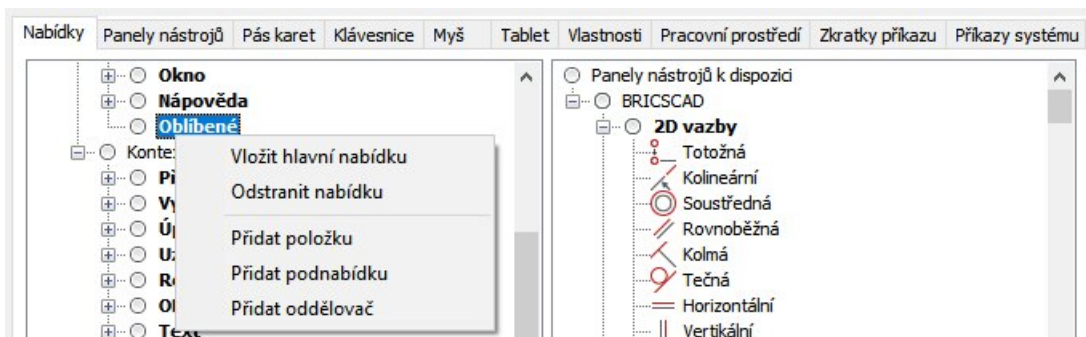 Nabídky Panely nástrojů Pás karet Klávesnice Myš Tablet Vlastnosti Pracovní prostředí Zkratky příkazu Příkazy systému
Okno
Nápověda
Oblíbené
Vložit hlavní nabídku
Odstranit nabídku
Přidat položku
Přidat podnabídku
Přidat oddělovač
Text
Panely nástrojů k dispozici
BRICSCAD
2D vazby
Totožná
Kolineární
Soustředná
Rovnoběžná
Kolmá
Tečná
Horizontální
Vertikální